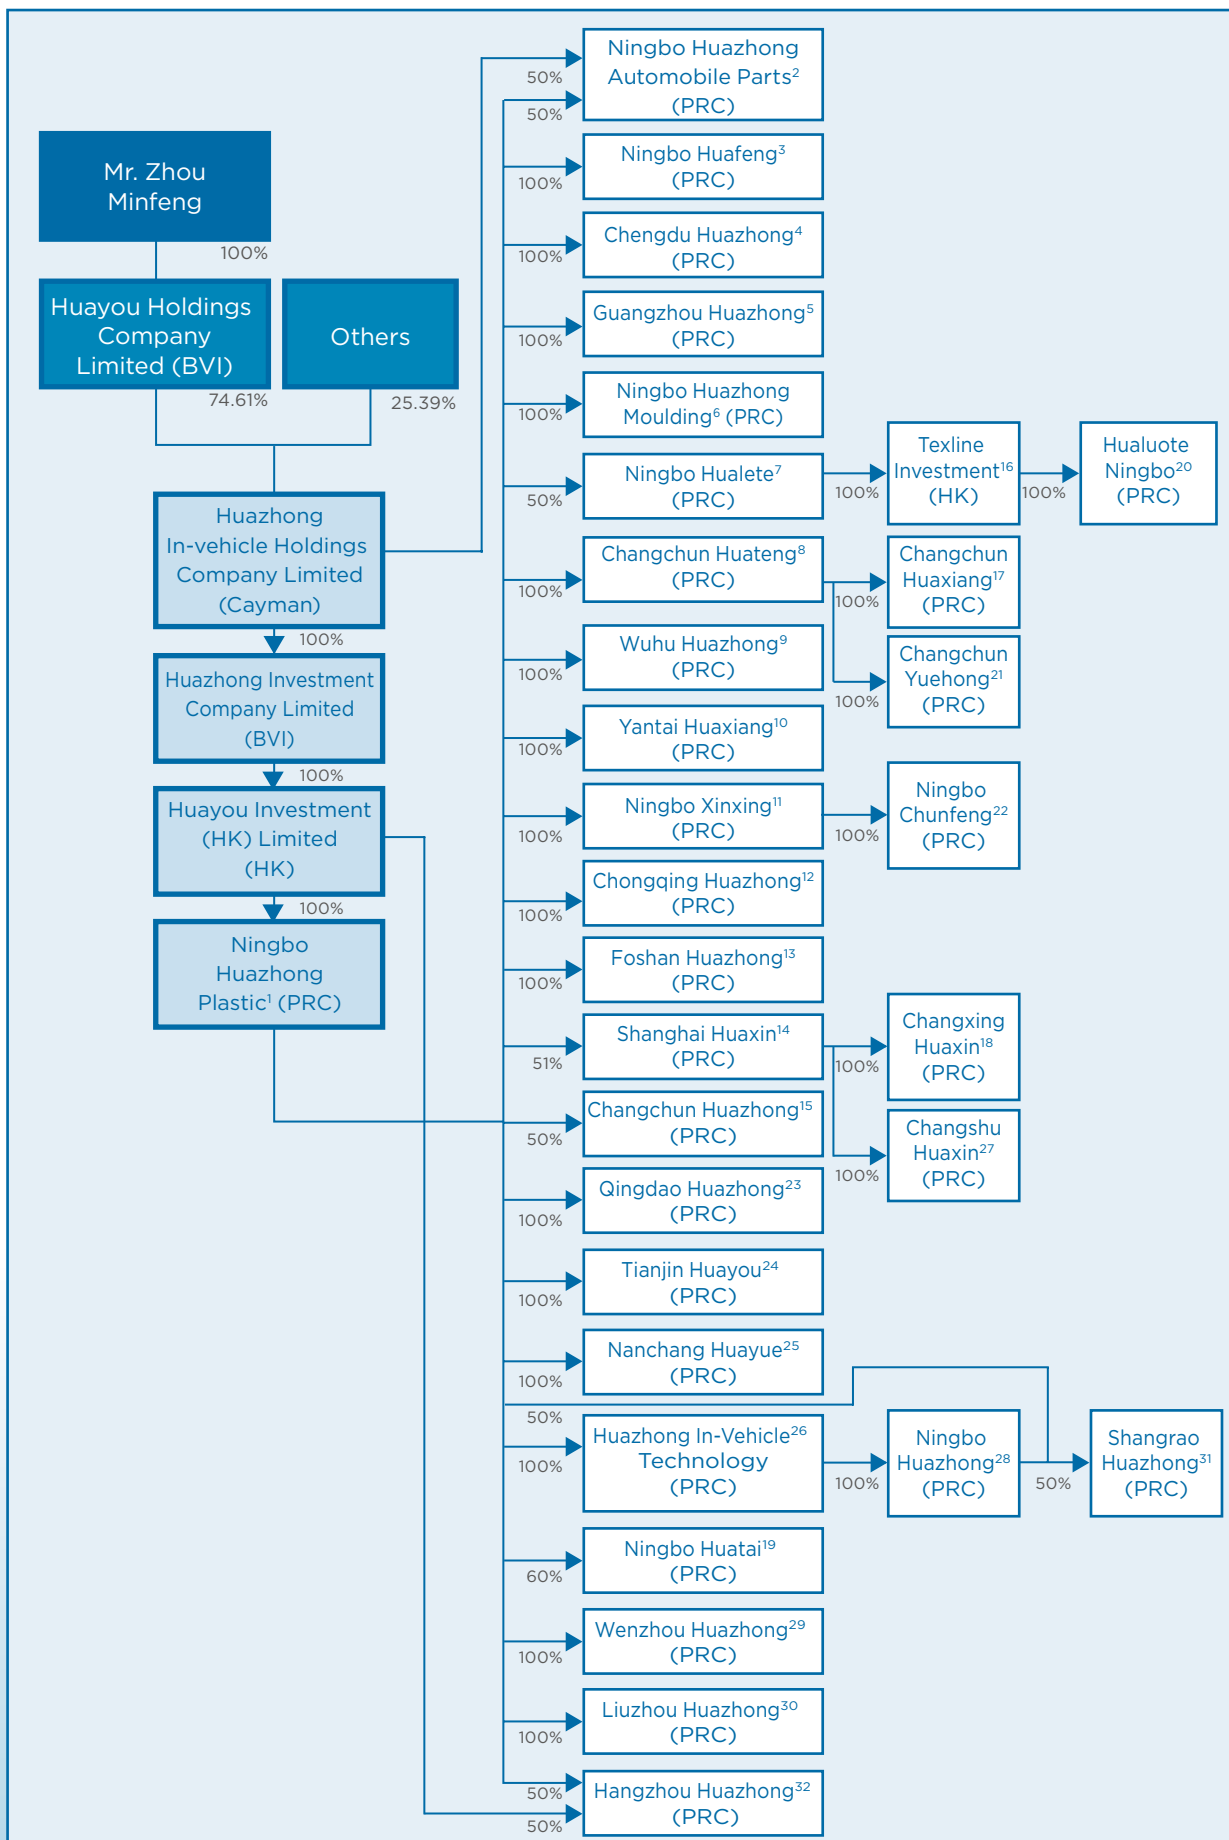 Mr. Zhou
Minfeng
100%
Huayou Holdings
Company
Limited (BVI)
74.61%
Others
25.39%
Huazhong
In-vehicle Holdings
Company Limited
(Cayman)
100%
Huazhong Investment
Company Limited
(BVI)
100%
Huayou Investment
(HK) Limited
(HK)
100%
Ningbo
Huazhong
Plastic¹ (PRC)
50%
50%
Ningbo Huazhong
Automobile Parts²
(PRC)
100%
Ningbo Huafeng³
(PRC)
100%
Chengdu Huazhong⁴
(PRC)
100%
Guangzhou Huazhong⁵
(PRC)
100%
Ningbo Huazhong
Moulding⁶ (PRC)
50%
Ningbo Hualete⁷
(PRC)
100%
Texline
Investment¹⁶
(HK)
100%
Hualuote
Ningbo²⁰
(PRC)
100%
Changchun Huateng⁸
(PRC)
100%
Changchun
Huaxiang¹⁷
(PRC)
100%
Changchun
Yuehong²¹
(PRC)
100%
Wuhu Huazhong⁹
(PRC)
100%
Yantai Huaxiang¹⁰
(PRC)
100%
Ningbo Xinxing¹¹
(PRC)
100%
Ningbo
Chunfeng²²
(PRC)
100%
Chongqing Huazhong¹²
(PRC)
100%
Foshan Huazhong¹³
(PRC)
51%
Shanghai Huaxin¹⁴
(PRC)
100%
Changxing
Huaxin¹⁸
(PRC)
100%
Changshu
Huaxin²⁷
(PRC)
50%
Changchun Huazhong¹⁵
(PRC)
100%
Qingdao Huazhong²³
(PRC)
100%
Tianjin Huayou²⁴
(PRC)
100%
Nanchang Huayue²⁵
(PRC)
50%
100%
Huazhong In-Vehicle²⁶
Technology
(PRC)
100%
Ningbo
Huazhong²⁸
(PRC)
50%
Shangrao
Huazhong³¹
(PRC)
60%
Ningbo Huatai¹⁹
(PRC)
100%
Wenzhou Huazhong²⁹
(PRC)
100%
Liuzhou Huazhong³⁰
(PRC)
50%
50%
Hangzhou Huazhong³²
(PRC)